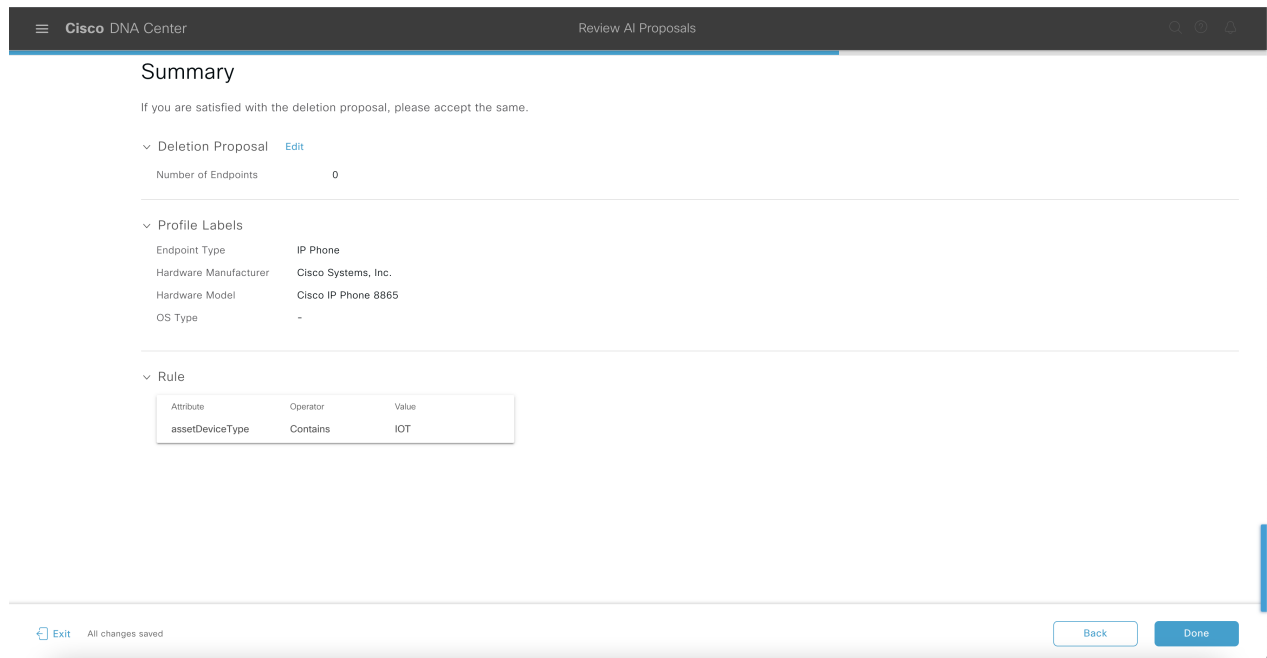 Cisco DNA Center
Review AI Proposals
Summary
If you are satisfied with the deletion proposal, please accept the same.
Deletion Proposal Edit
Number of Endpoints 0
Profile Labels
Endpoint Type IP Phone
Hardware Manufacturer Cisco Systems, Inc.
Hardware Model Cisco IP Phone 8865
OS Type -
Rule
Attribute Operator Value
assetDeviceType Contains IOT
Exit All changes saved
Back
Done